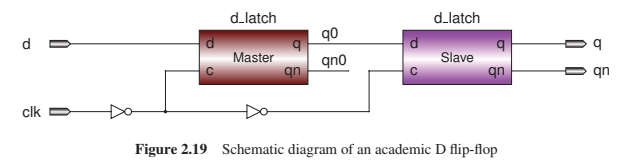 d_latch d_latch
d d q q0 d q q
Master Slave
c qn qn0 c qn qn
clk
Figure 2.19 Schematic diagram of an academic D flip-flop